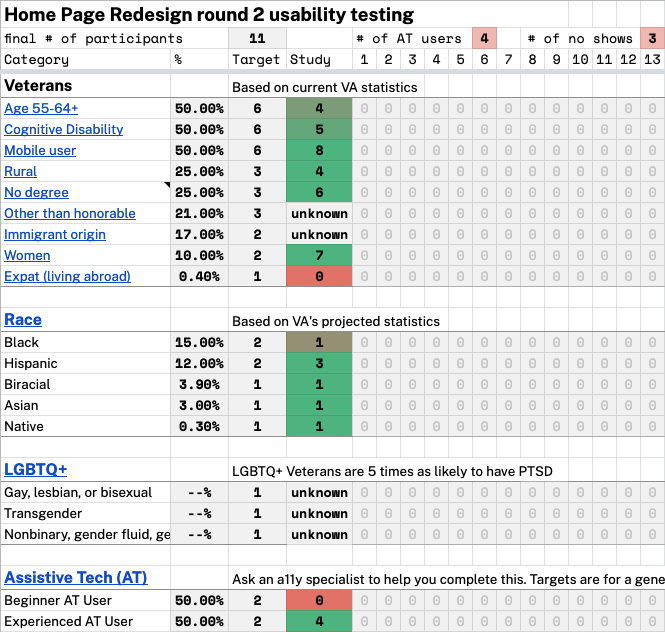 Home Page Redesign round 2 usability testing
final # of participants 11 # of AT users 4 # of no shows 3
Category % Target Study 1 2 3 4 5 6 7 8 9 10 11 12 13
Veterans Based on current VA statistics
Age 55-64+ 50.00% 6 4 0 0 0 0 0 0 0 0 0 0 0 0 0
Cognitive Disability 50.00% 6 5 0 0 0 0 0 0 0 0 0 0 0 0 0
Mobile user 50.00% 6 8 0 0 0 0 0 0 0 0 0 0 0 0 0
Rural 25.00% 3 4 0 0 0 0 0 0 0 0 0 0 0 0 0
No degree 25.00% 3 6 0 0 0 0 0 0 0 0 0 0 0 0 0
Other than honorable 21.00% 3 unknown 0 0 0 0 0 0 0 0 0 0 0 0 0
Immigrant origin 17.00% 2 unknown 0 0 0 0 0 0 0 0 0 0 0 0 0
Women 10.00% 2 7 0 0 0 0 0 0 0 0 0 0 0 0 0
Expat (living abroad) 0.40% 1 0 0 0 0 0 0 0 0 0 0 0 0 0 0
Race Based on VA's projected statistics
Black 15.00% 2 1 0 0 0 0 0 0 0 0 0 0 0 0 0
Hispanic 12.00% 2 3 0 0 0 0 0 0 0 0 0 0 0 0 0
Biracial 3.90% 1 1 0 0 0 0 0 0 0 0 0 0 0 0 0
Asian 3.00% 1 1 0 0 0 0 0 0 0 0 0 0 0 0 0
Native 0.30% 1 1 0 0 0 0 0 0 0 0 0 0 0 0 0
LGBTQ+ LGBTQ+ Veterans are 5 times as likely to have PTSD
Gay, lesbian, or bisexual --% 1 unknown 0 0 0 0 0 0 0 0 0 0 0 0 0
Transgender --% 1 unknown 0 0 0 0 0 0 0 0 0 0 0 0 0
Nonbinary, gender fluid, ge --% 1 unknown 0 0 0 0 0 0 0 0 0 0 0 0 0
Assistive Tech (AT) Ask an a11y specialist to help you complete this. Targets are for a gene
Beginner AT User 50.00% 2 0 0 0 0 0 0 0 0 0 0 0 0 0 0
Experienced AT User 50.00% 2 4 0 0 0 0 0 0 0 0 0 0 0 0 0